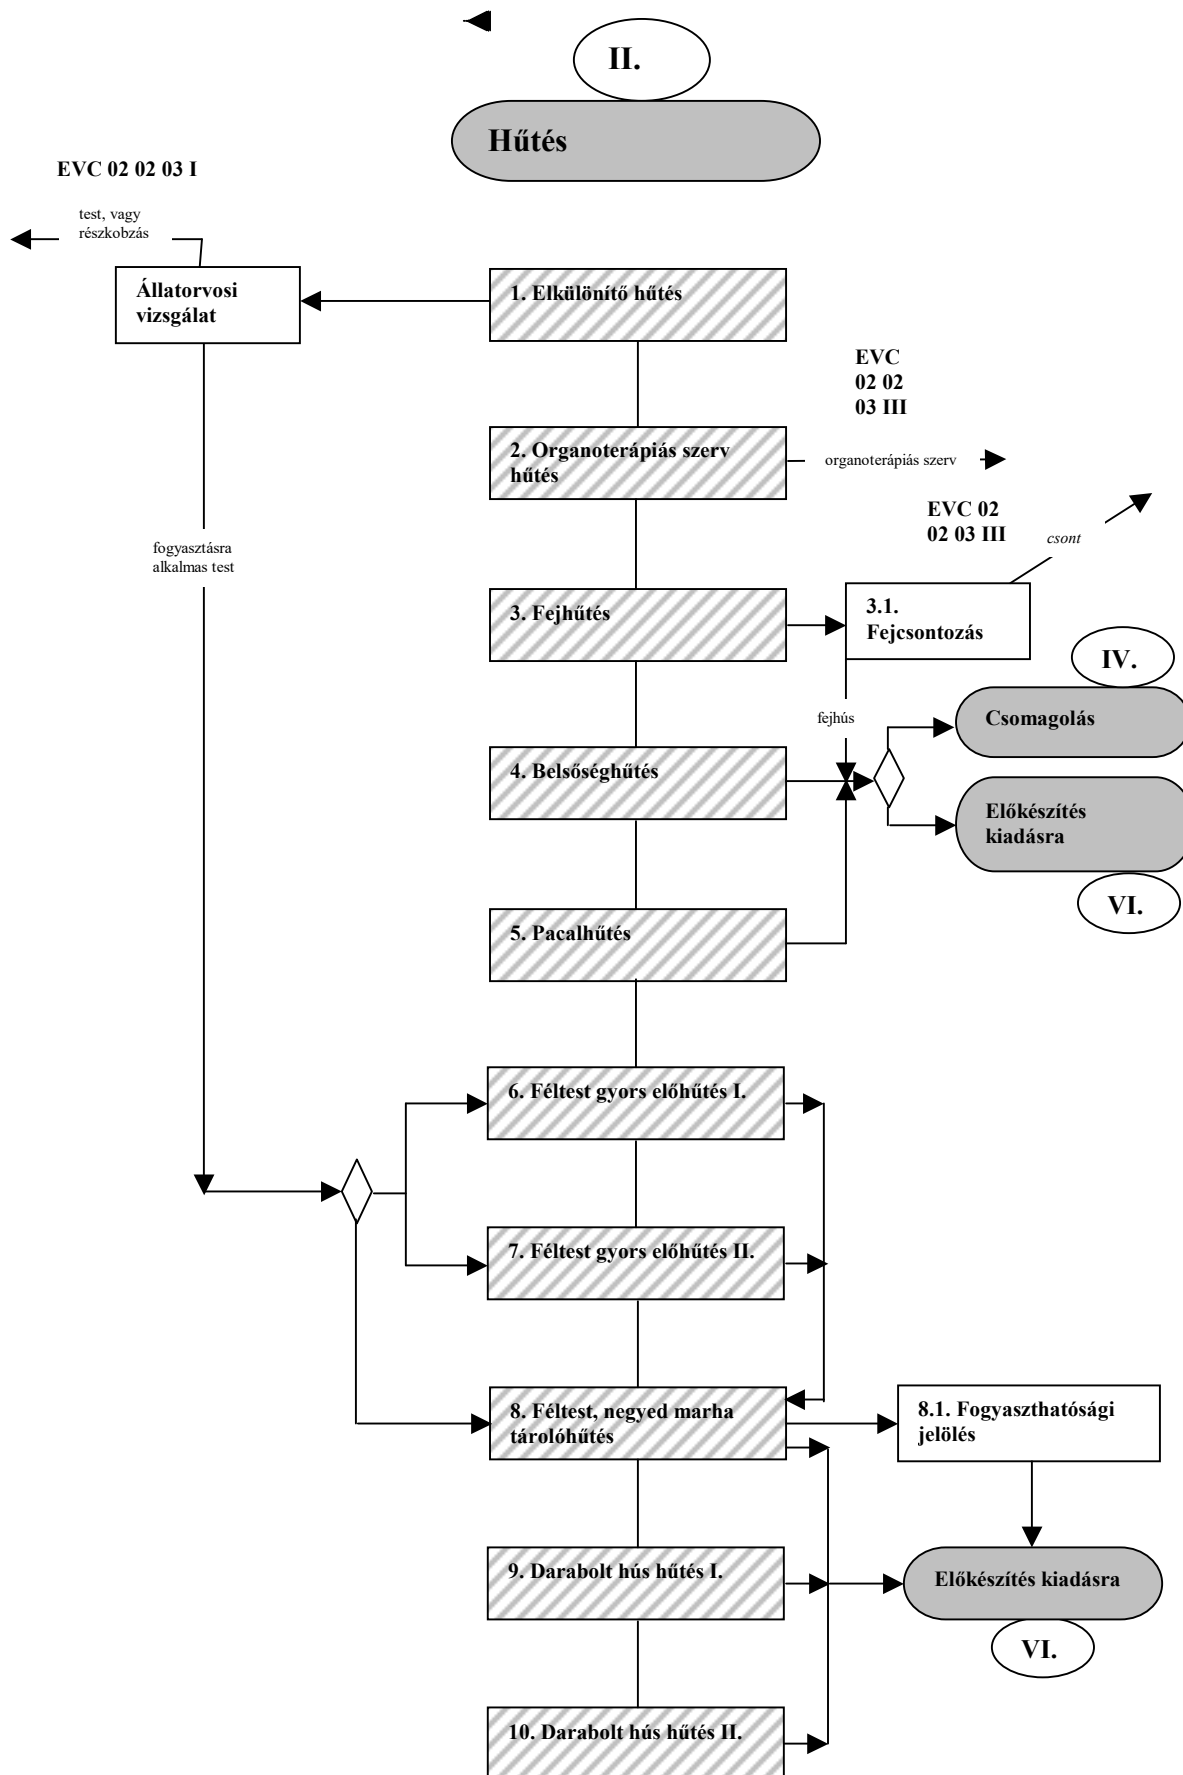 II.
Hűtés
EVC 02 02 03 I
test, vagy
részkobzás
Állatorvosi
vizsgálat
1. Elkülönítő hűtés
EVC
02 02
03 III
2. Organoterápiás szerv
hűtés
organoterápiás szerv
EVC 02
02 03 III
csont
fogyasztásra
alkalmas test
3. Fejhűtés
3.1.
Fejcsontozás
IV.
fejhús
Csomagolás
4. Belsőséghűtés
Előkészítés
kiadásra
VI.
5. Pacalhűtés
6. Féltest gyors előhűtés I.
7. Féltest gyors előhűtés II.
8. Féltest, negyed marha
tárolóhűtés
8.1. Fogyaszthatósági
jelölés
9. Darabolt hús hűtés I.
Előkészítés kiadásra
VI.
10. Darabolt hús hűtés II.